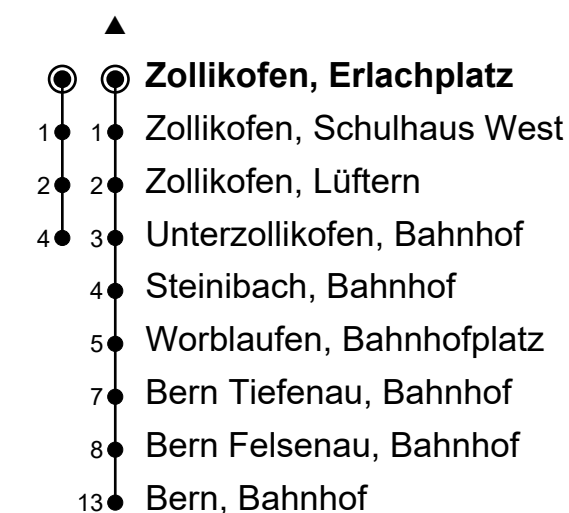 Zollikofen, Erlachplatz
1 1 Zollikofen, Schulhaus West
2 2 Zollikofen, Lüftern
4 3 Unterzollikofen, Bahnhof
4 Steinibach, Bahnhof
5 Worblaufen, Bahnhofplatz
7 Bern Tiefenau, Bahnhof
8 Bern Felsenau, Bahnhof
13 Bern, Bahnhof